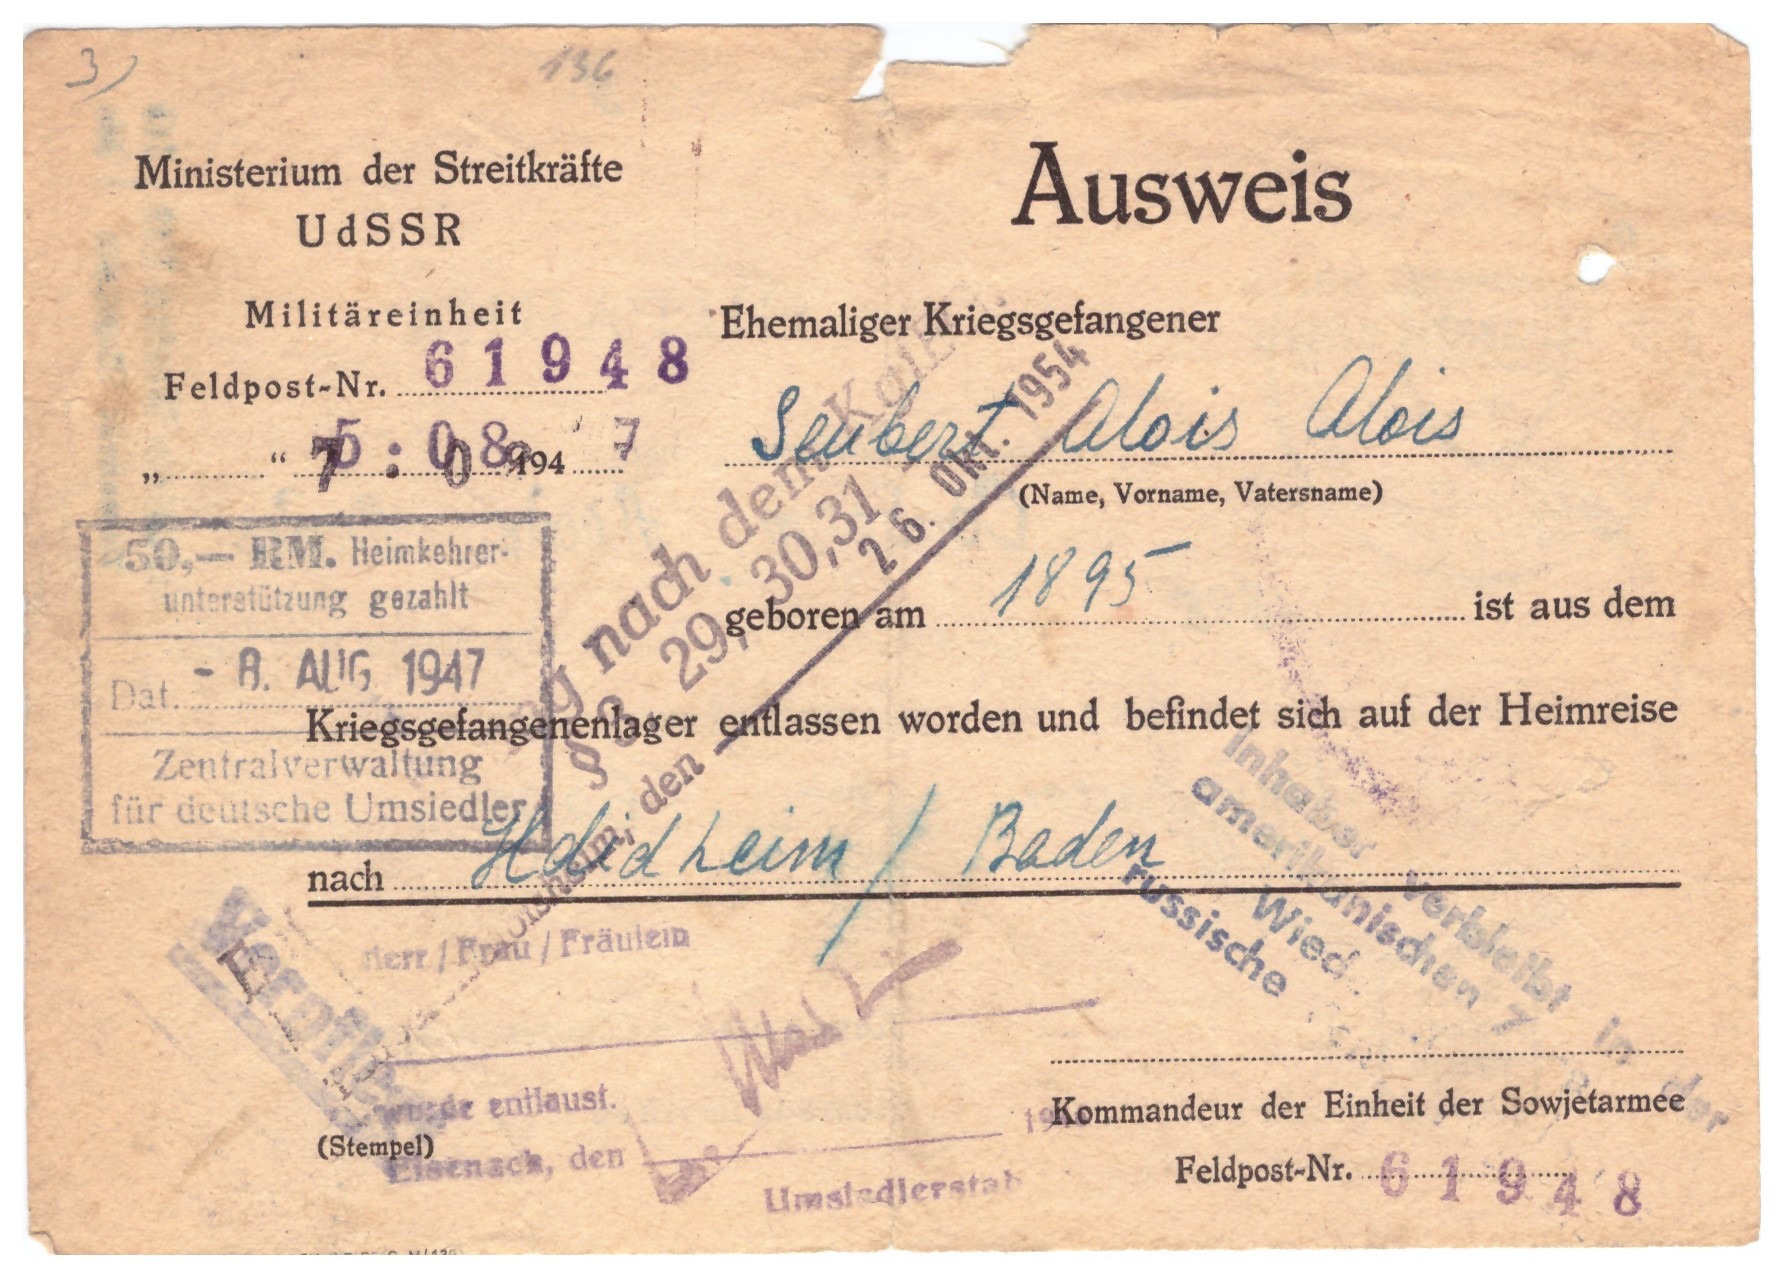 3)
136
Ministerium der Streitkräfte
UdSSR
Militäreinheit
Feldpost-Nr. 61948
„ “ 5:08 194 7
7. 0
Ausweis
Ehemaliger Kriegsgefangener
Seubert Alois Alois
(Name, Vorname, Vatersname)
geboren am 1895 ist aus dem
Kriegsgefangenenlager entlassen worden und befindet sich auf der Heimreise
nach Hdidheim / Baden
50,— RM. Heimkehrer-
unterstützung gezahlt
Dat. - 8. AUG 1947
Zentralverwaltung
für deutsche Umsiedler
nach dem
29, 30, 31
den
26. Okt. 1954
Inhaber verbleibt in der
amerikanischen
russische
Herr / Frau / Fräulein
wurde entlaust.
Eisenach, den
Umsiedlerstab
(Stempel)
Kommandeur der Einheit der Sowjetarmee
Feldpost-Nr. 61948